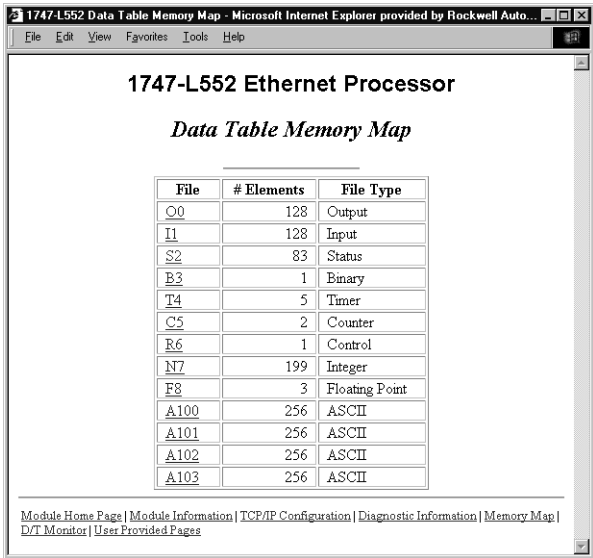 1747-L552 Data Table Memory Map - Microsoft Internet Explorer provided by Rockwell Auto...
File Edit View Favorites Tools Help
1747-L552 Ethernet Processor
Data Table Memory Map
File # Elements File Type
O0 128 Output
I1 128 Input
S2 83 Status
B3 1 Binary
T4 5 Timer
C5 2 Counter
R6 1 Control
N7 199 Integer
F8 3 Floating Point
A100 256 ASCII
A101 256 ASCII
A102 256 ASCII
A103 256 ASCII
Module Home Page | Module Information | TCP/IP Configuration | Diagnostic Information | Memory Map |
D/T Monitor | User Provided Pages